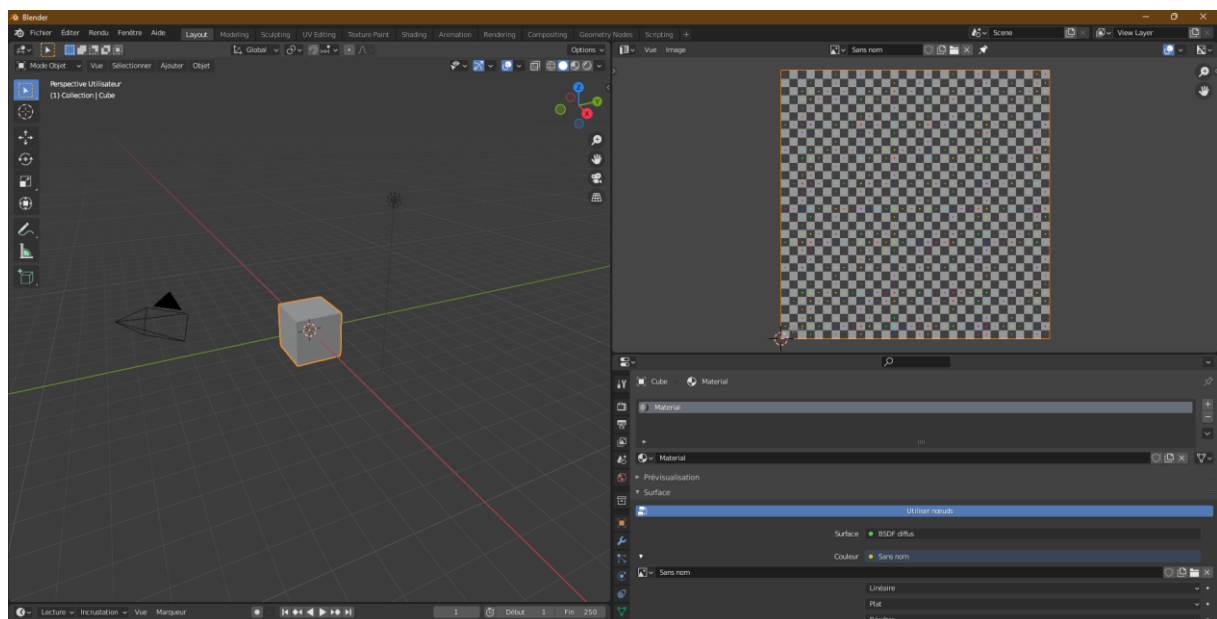 Blender
Fichier Éditer Rendu Fenêtre Aide Layout Modeling Sculpting UV Editing Texture Paint Shading Animation Rendering Compositing Geometry Nodes Scripting + Scene View Layer
Global Options Vue Image Sans nom
Mode Objet Vue Sélectionner Ajouter Objet
Perspective Utilisateur
(1) Collection | Cube
Z
Y
X
Cube Material
Material
Material
Prévisualisation
Surface
Utiliser nœuds
Surface BSDF diffus
Couleur Sans nom
Sans nom
Linéaire
Plat
Lecture Incrustation Vue Marqueur 1 Début 1 Fin 250